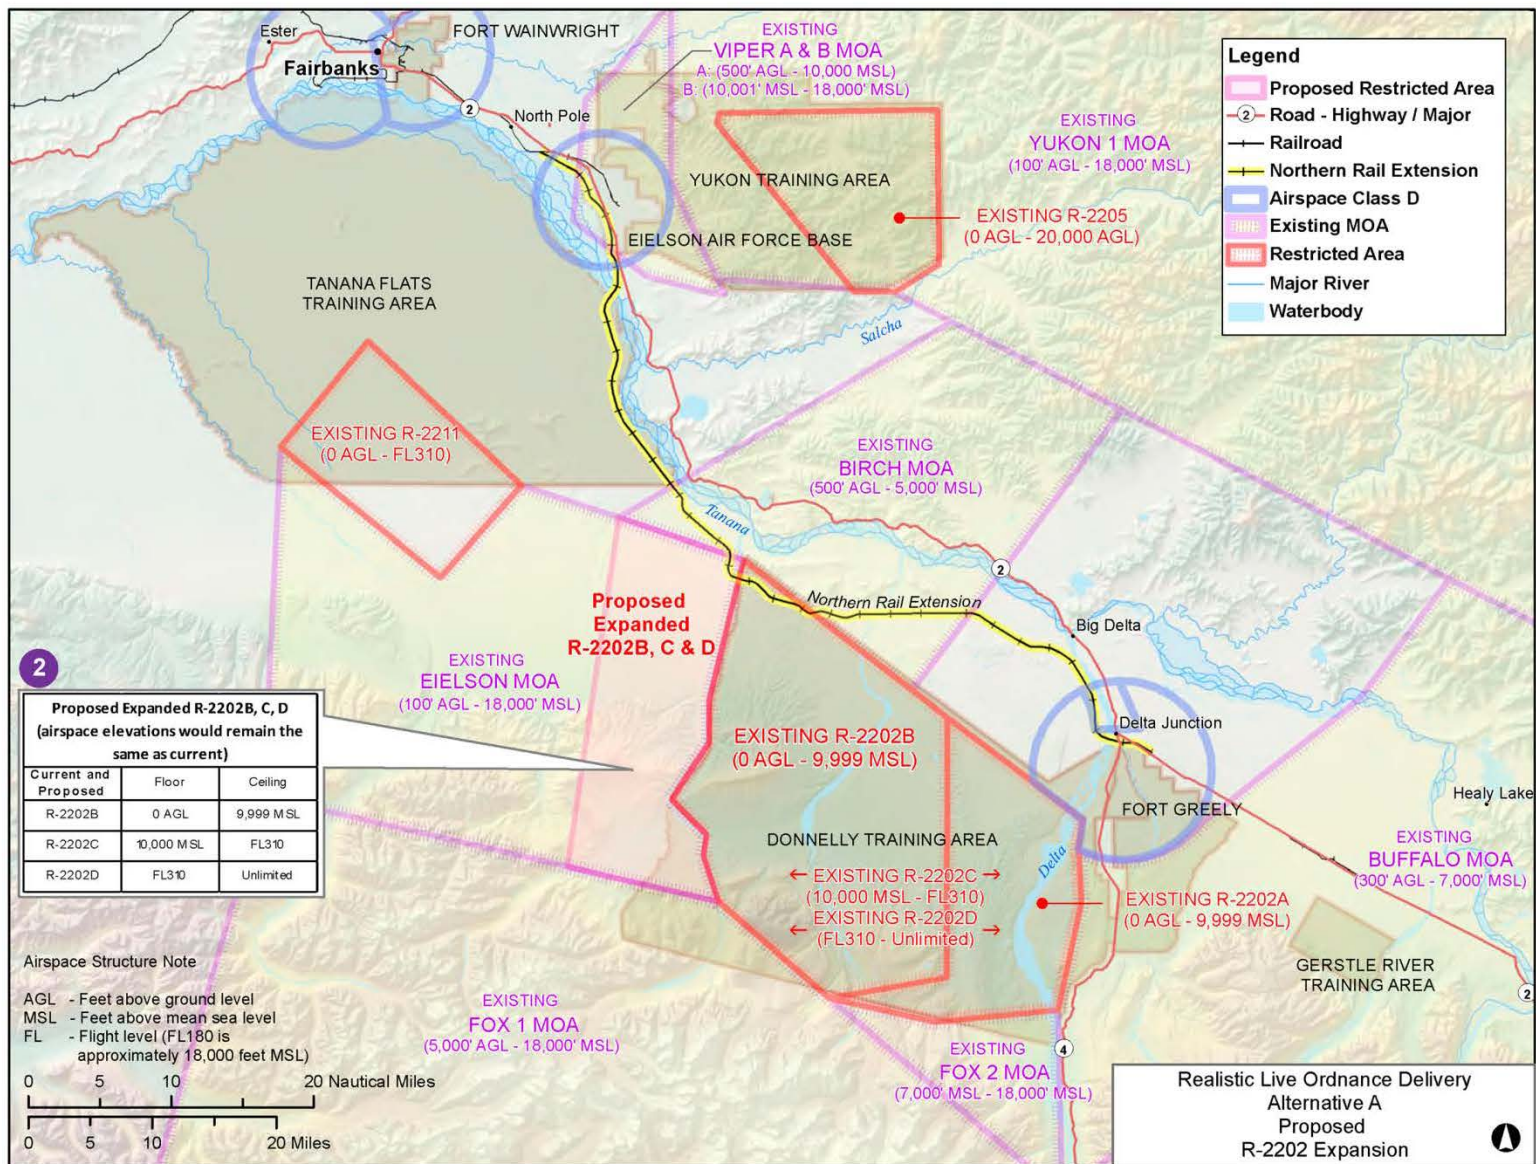 Ester
FORT WAINWRIGHT
Fairbanks
2
North Pole
EXISTING
VIPER A & B MOA
A: (500' AGL - 10,000 MSL)
B: (10,001' MSL - 18,000' MSL)
EXISTING
YUKON 1 MOA
(100' AGL - 18,000' MSL)
YUKON TRAINING AREA
EXISTING R-2205
(0 AGL - 20,000 AGL)
EIELSON AIR FORCE BASE
Legend
Proposed Restricted Area
2 Road - Highway / Major
Railroad
Northern Rail Extension
Airspace Class D
Existing MOA
Restricted Area
Major River
Waterbody
TANANA FLATS
TRAINING AREA
Salcha
EXISTING R-2211
(0 AGL - FL310)
EXISTING
BIRCH MOA
(500' AGL - 5,000' MSL)
Tanana
2
Northern Rail Extension
Big Delta
Proposed
Expanded
R-2202B, C & D
EXISTING
EIELSON MOA
(100' AGL - 18,000' MSL)
2
Proposed Expanded R-2202B, C, D
(airspace elevations would remain the
same as current)
Current and
Proposed
Floor
Ceiling
R-2202B 0 AGL 9,999 MSL
R-2202C 10,000 MSL FL310
R-2202D FL310 Unlimited
EXISTING R-2202B
(0 AGL - 9,999 MSL)
Delta Junction
FORT GREELY
Healy Lake
DONNELLY TRAINING AREA
Delta
EXISTING
BUFFALO MOA
(300' AGL - 7,000' MSL)
← EXISTING R-2202C →
(10,000 MSL - FL310)
← EXISTING R-2202D →
(FL310 - Unlimited)
EXISTING R-2202A
(0 AGL - 9,999 MSL)
GERSTLE RIVER
TRAINING AREA
2
Airspace Structure Note
AGL - Feet above ground level
MSL - Feet above mean sea level
FL - Flight level (FL180 is
approximately 18,000 feet MSL)
EXISTING
FOX 1 MOA
(5,000' AGL - 18,000' MSL)
EXISTING
FOX 2 MOA
(7,000' MSL - 18,000' MSL)
4
0 5 10 20 Nautical Miles
0 5 10 20 Miles
Realistic Live Ordnance Delivery
Alternative A
Proposed
R-2202 Expansion